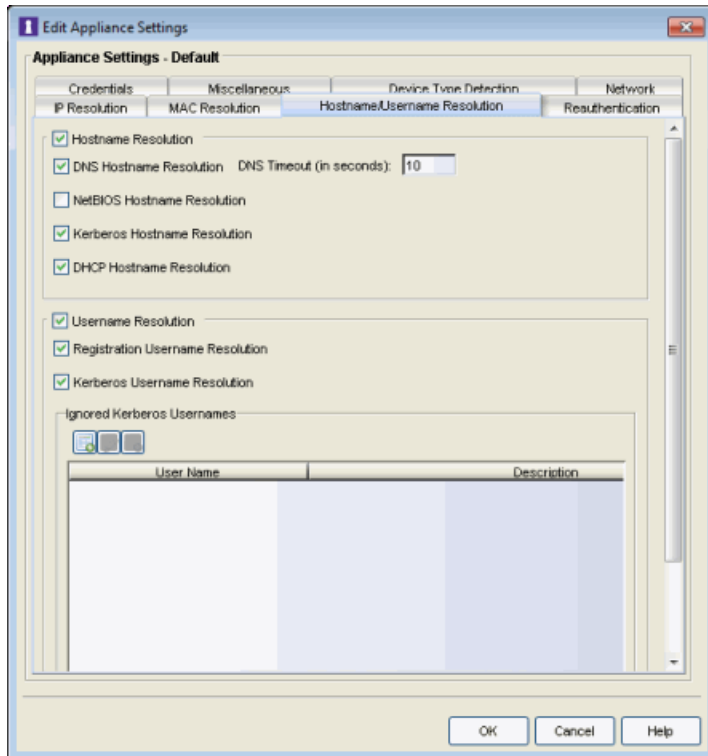 Edit Appliance Settings
Appliance Settings - Default
Credentials Miscellaneous Device Type Detection Network
IP Resolution MAC Resolution Hostname/Username Resolution Reauthentication
Hostname Resolution
DNS Hostname Resolution DNS Timeout (in seconds): 10
NetBIOS Hostname Resolution
Kerberos Hostname Resolution
DHCP Hostname Resolution
Username Resolution
Registration Username Resolution
Kerberos Username Resolution
Ignored Kerberos Usernames
User Name Description
OK Cancel Help